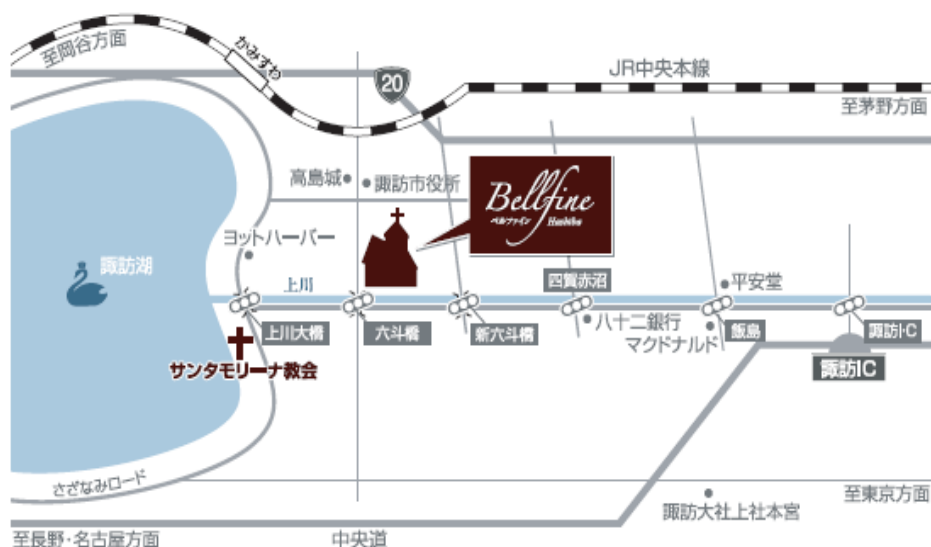 至岡谷方面
かみすわ
20
JR中央本線
至茅野方面
高島城
諏訪市役所
Bellfine
ベルファイン Hashiba
ヨットハーバー
諏訪湖
上川
四賀赤沼
平安堂
上川大橋
六斗橋
新六斗橋
八十二銀行
マクドナルド
飯島
諏訪I・C
サンタモリーナ教会
諏訪IC
さざなみロード
至東京方面
諏訪大社上社本宮
至長野・名古屋方面
中央道